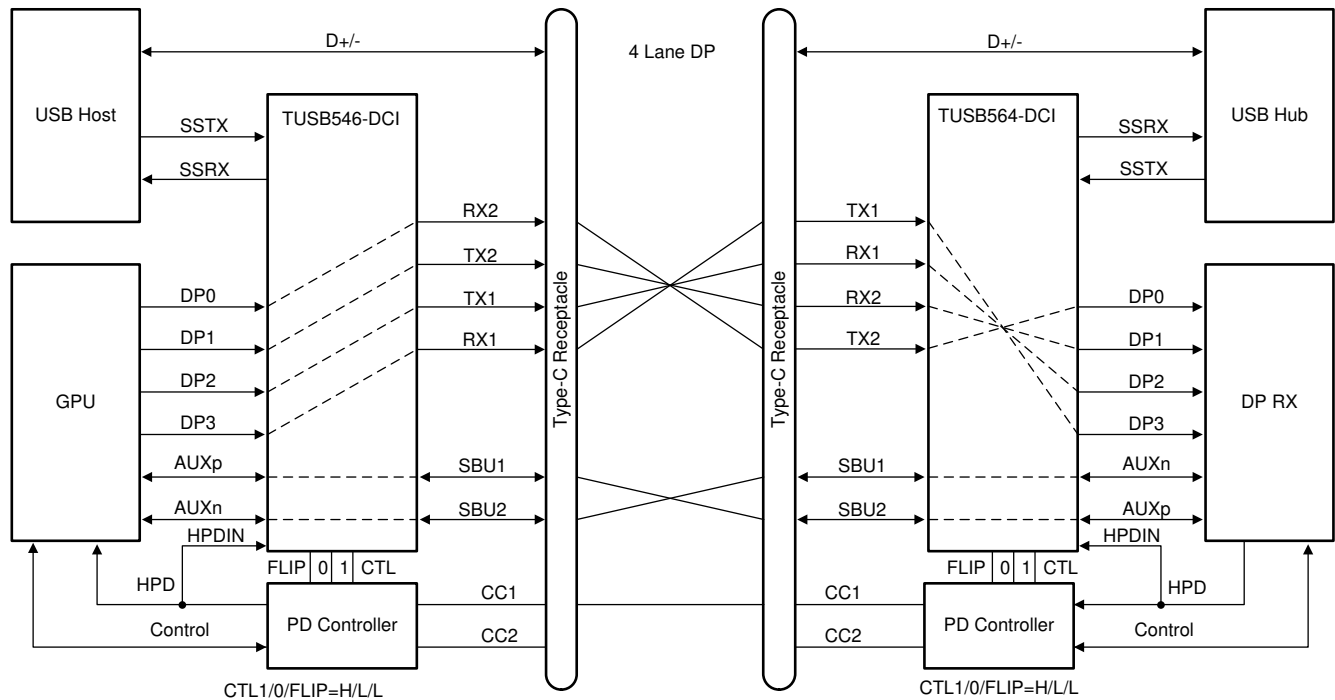 D+/-
4 Lane DP
D+/-
USB Host
TUSB546-DCI
TUSB564-DCI
USB Hub
SSTX
SSRX
SSRX
SSTX
RX2
TX2
TX1
RX1
TX1
RX1
RX2
TX2
GPU
DP0
DP1
DP2
DP3
AUXp
AUXn
HPDIN
SBU1
SBU2
Type-C Receptacle
Type-C Receptacle
SBU1
SBU2
DP0
DP1
DP2
DP3
AUXn
AUXp
HPDIN
DP RX
FLIP 0 1 CTL
FLIP 0 1 CTL
HPD
Control
PD Controller
CC1
CC2
CC1
CC2
PD Controller
HPD
Control
CTL1/0/FLIP=H/L/L
CTL1/0/FLIP=H/L/L